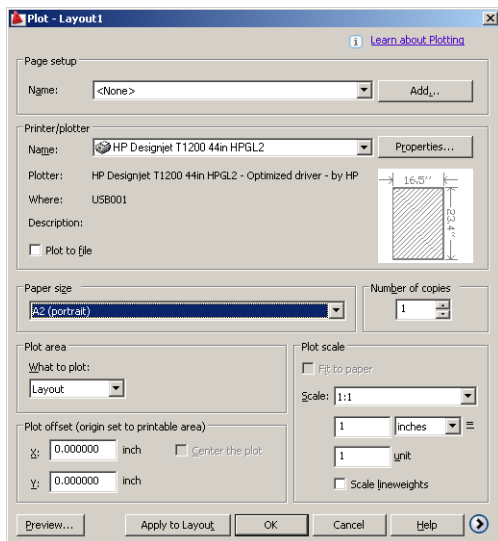 Plot - Layout1
i Learn about Plotting
Page setup
Name: <None> Add...
Printer/plotter
Name: HP Designjet T1200 44in HPGL2 Properties...
Plotter: HP Designjet T1200 44in HPGL2 - Optimized driver - by HP
Where: USB001
Description:
Plot to file
16.5''
23.4''
Paper size
A2 (portrait)
Number of copies
1
Plot area
What to plot:
Layout
Plot scale
Fit to paper
Scale: 1:1
1 inches =
1 unit
Scale lineweights
Plot offset (origin set to printable area)
X: 0.000000 inch Center the plot
Y: 0.000000 inch
Preview... Apply to Layout OK Cancel Help